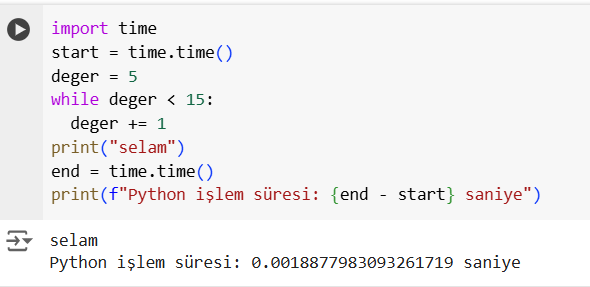 import time
start = time.time()
deger = 5
while deger < 15:
  deger += 1
print("selam")
end = time.time()
print(f"Python işlem süresi: {end - start} saniye")
selam
Python işlem süresi: 0.0018877983093261719 saniye